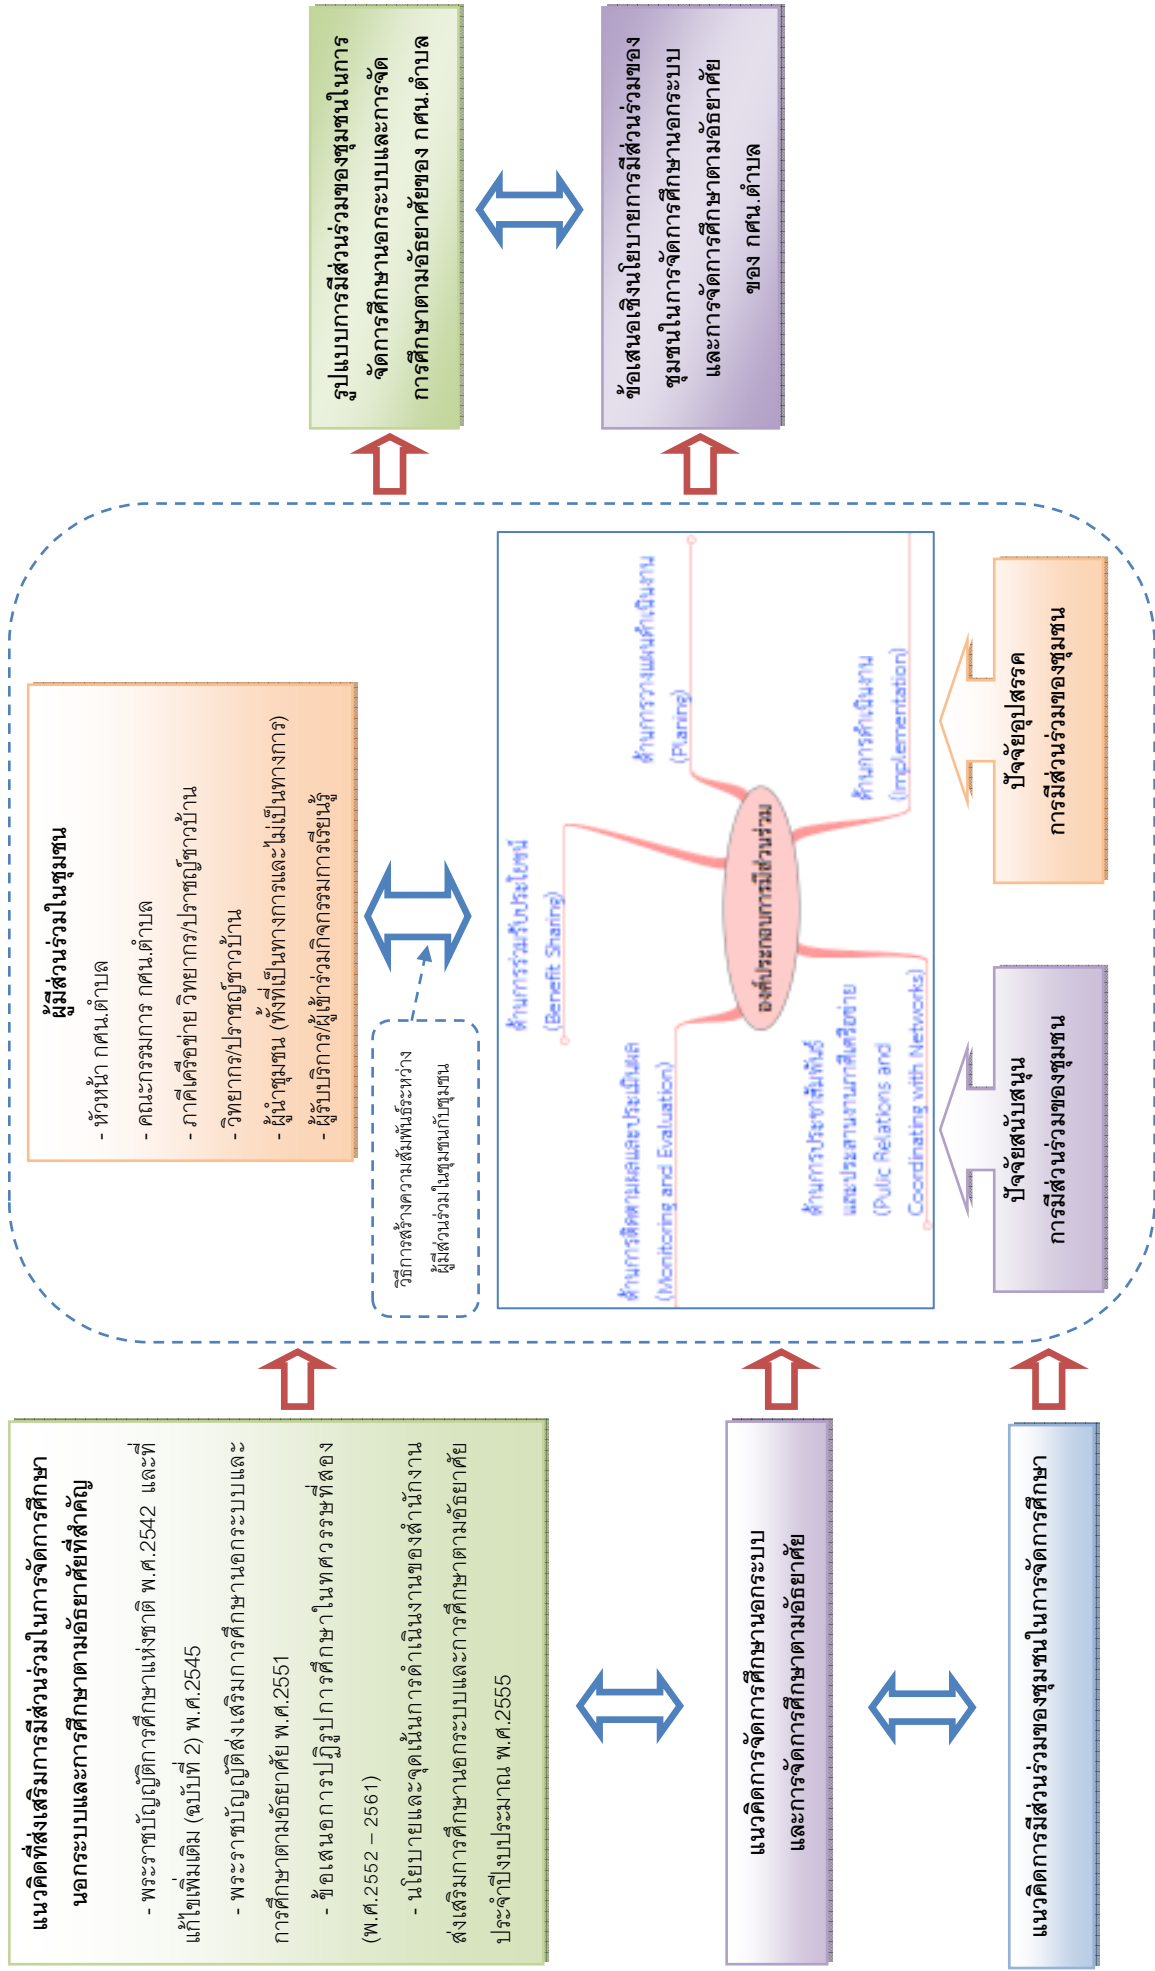 แนวคิดที่ส่งเสริมการมีส่วนร่วมในการจัดการศึกษา
นอกระบบและการศึกษาตามอัธยาศัยที่สำคัญ
- พระราชบัญญัติการศึกษาแห่งชาติ พ.ศ.2542 และที่
แก้ไขเพิ่มเติม (ฉบับที่ 2) พ.ศ.2545
- พระราชบัญญัติส่งเสริมการศึกษานอกระบบและ
การศึกษาตามอัธยาศัย พ.ศ.2551
- ข้อเสนอการปฏิรูปการศึกษาในทศวรรษที่สอง
(พ.ศ.2552 – 2561)
- นโยบายและจุดเน้นการดำเนินงานของสำนักงาน
ส่งเสริมการศึกษานอกระบบและการศึกษาตามอัธยาศัย
ประจำปีงบประมาณ พ.ศ.2555
แนวคิดการจัดการศึกษานอกระบบ
และการจัดการศึกษาตามอัธยาศัย
แนวคิดการมีส่วนร่วมของชุมชนในการจัดการศึกษา
ผู้มีส่วนร่วมในชุมชน
- หัวหน้า กศน.ตำบล
- คณะกรรมการ กศน.ตำบล
- ภาคีเครือข่าย วิทยากร/ปราชญ์ชาวบ้าน
- วิทยากร/ปราชญ์ชาวบ้าน
- ผู้นำชุมชน (ทั้งที่เป็นทางการและไม่เป็นทางการ)
- ผู้รับบริการ/ผู้เข้าร่วมกิจกรรมการเรียนรู้
วิธีการสร้างความสัมพันธ์ระหว่าง
ผู้มีส่วนร่วมในชุมชนกับชุมชน
ด้านการร่วมรับประโยชน์
(Benefit Sharing)
ด้านการติดตามผลและประเมินผล
(Monitoring and Evaluation)
ด้านการวางแผนดำเนินงาน
(Planing)
องค์ประกอบการมีส่วนร่วม
ด้านการประชาสัมพันธ์
และประสานงานภาคีเครือข่าย
(Pulic Relations and
Coordinating with Networks)
ด้านการดำเนินงาน
(Implementation)
ปัจจัยสนับสนุน
การมีส่วนร่วมของชุมชน
ปัจจัยอุปสรรค
การมีส่วนร่วมของชุมชน
รูปแบบการมีส่วนร่วมของชุมชนในการ
จัดการศึกษานอกระบบและการจัด
การศึกษาตามอัธยาศัยของ กศน.ตำบล
ข้อเสนอเชิงนโยบายการมีส่วนร่วมของ
ชุมชนในการจัดการศึกษานอกระบบ
และการจัดการศึกษาตามอัธยาศัย
ของ กศน.ตำบล